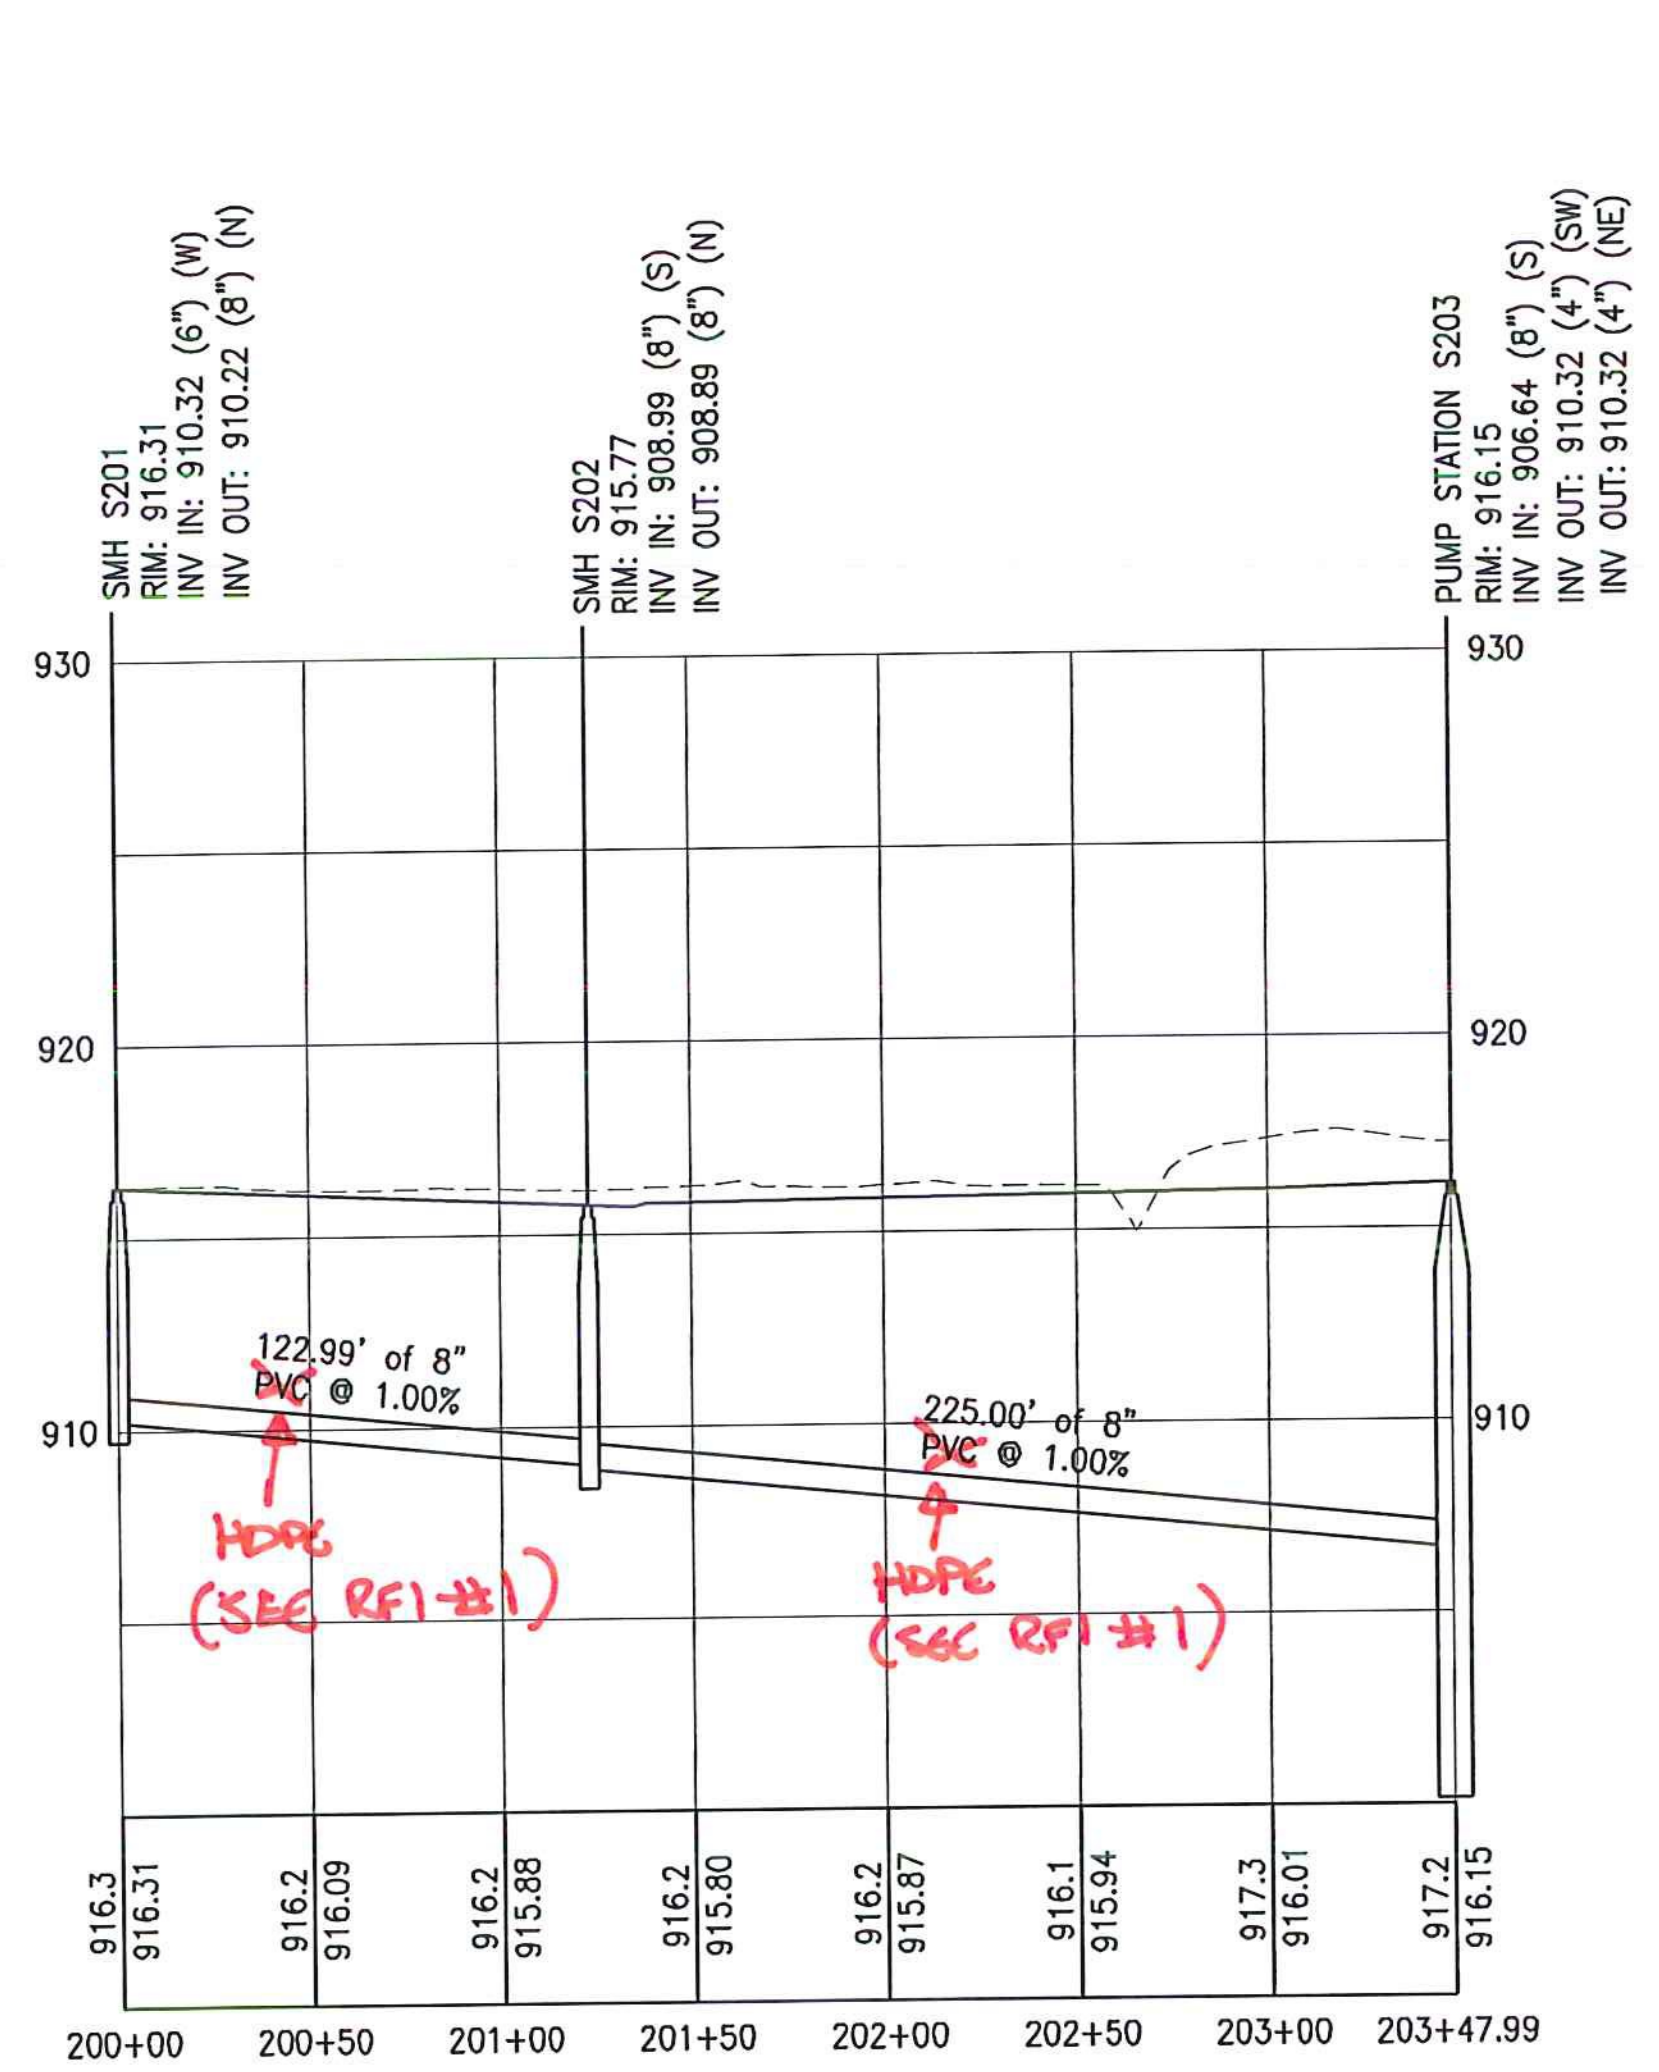 SMH S201
RIM: 916.31
INV IN: 910.32 (6") (W)
INV OUT: 910.22 (8") (N)
SMH S202
RIM: 915.77
INV IN: 908.99 (8") (S)
INV OUT: 908.89 (8") (N)
PUMP STATION S203
RIM: 916.15
INV IN: 906.64 (8") (S)
INV OUT: 910.32 (4") (SW)
INV OUT: 910.32 (4") (NE)
930
930
920
920
122.99' of 8"
PVC @ 1.00%
225.00' of 8"
PVC @ 1.00%
910
910
HDPE
(SEE RFI #1)
HDPE
(SEE RFI #1)
916.3
916.31
916.2
916.09
916.2
915.88
916.2
915.80
916.2
915.87
916.1
915.94
917.3
916.01
917.2
916.15
200+00
200+50
201+00
201+50
202+00
202+50
203+00
203+47.99